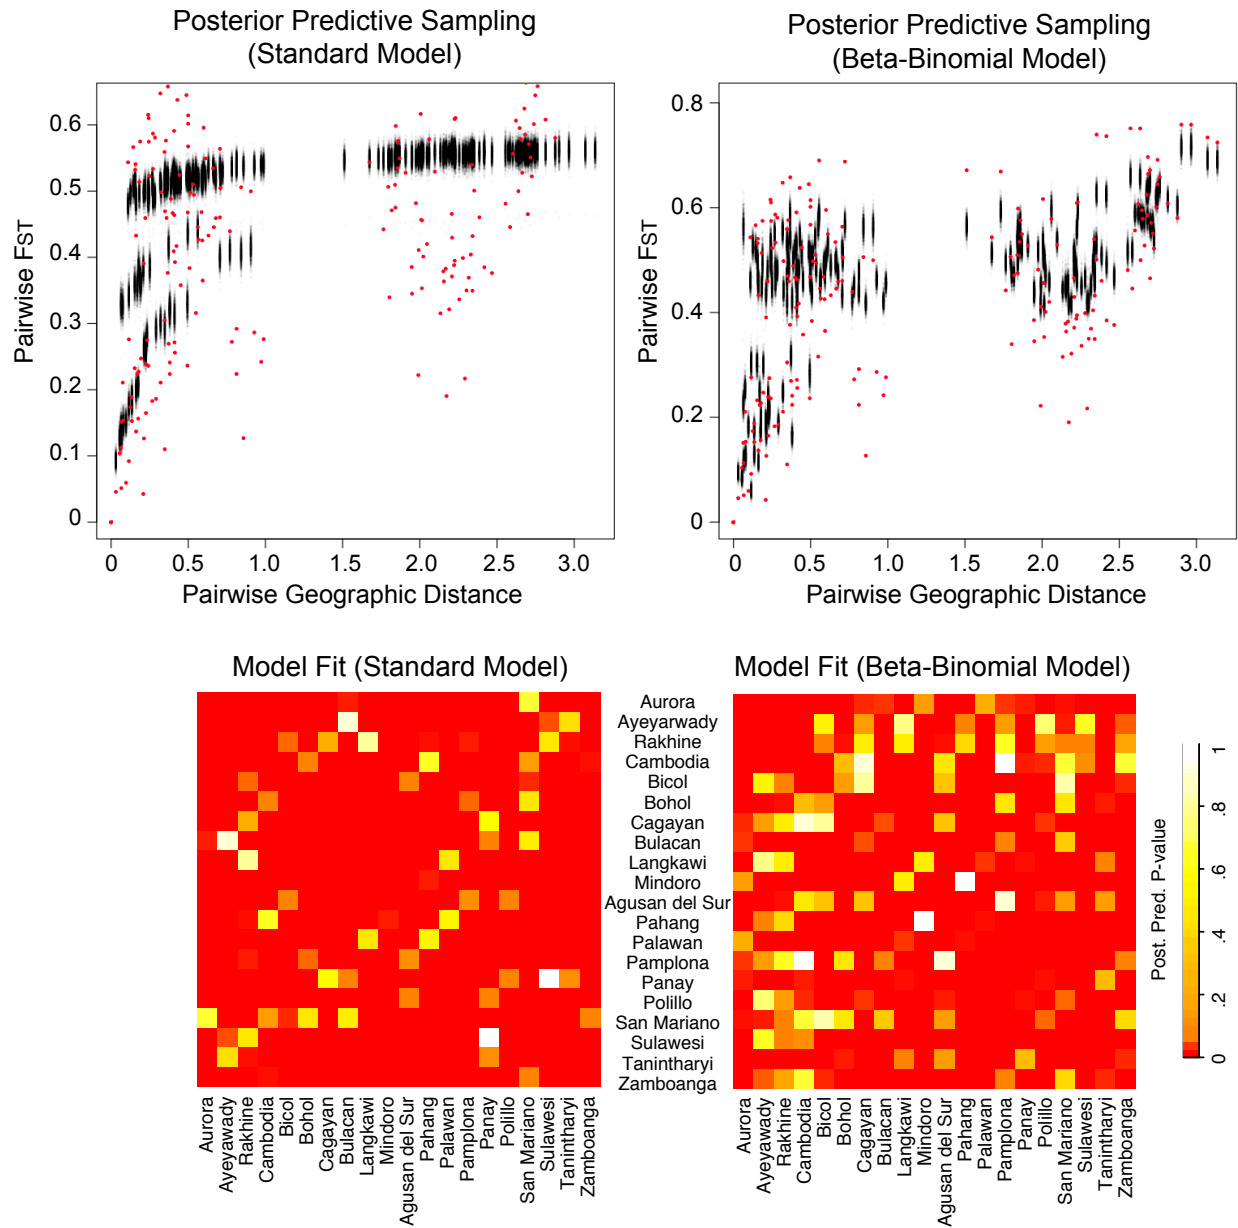 Posterior Predictive Sampling
(Standard Model)
Pairwise FST
0.6
0.5
0.4
0.3
0.2
0.1
0
0 0.5 1.0 1.5 2.0 2.5 3.0
Pairwise Geographic Distance
Posterior Predictive Sampling
(Beta-Binomial Model)
Pairwise FST
0.8
0.6
0.4
0.2
0
0 0.5 1.0 1.5 2.0 2.5 3.0
Pairwise Geographic Distance
Model Fit (Standard Model)
Model Fit (Beta-Binomial Model)
Aurora
Ayeyarwady
Rakhine
Cambodia
Bicol
Bohol
Cagayan
Bulacan
Langkawi
Mindoro
Agusan del Sur
Pahang
Palawan
Pamplona
Panay
Polillo
San Mariano
Sulawesi
Tanintharyi
Zamboanga
Aurora
Ayeyawady
Rakhine
Cambodia
Bicol
Bohol
Cagayan
Bulacan
Langkawi
Mindoro
Agusan del Sur
Pahang
Palawan
Pamplona
Panay
Polillo
San Mariano
Sulawesi
Tanintharyi
Zamboanga
Aurora
Ayeyawady
Rakhine
Cambodia
Bicol
Bohol
Cagayan
Bulacan
Langkawi
Mindoro
Agusan del Sur
Pahang
Palawan
Pamplona
Panay
Polillo
San Mariano
Sulawesi
Tanintharyi
Zamboanga
Post. Pred. P-value
1
.8
.6
.4
.2
0